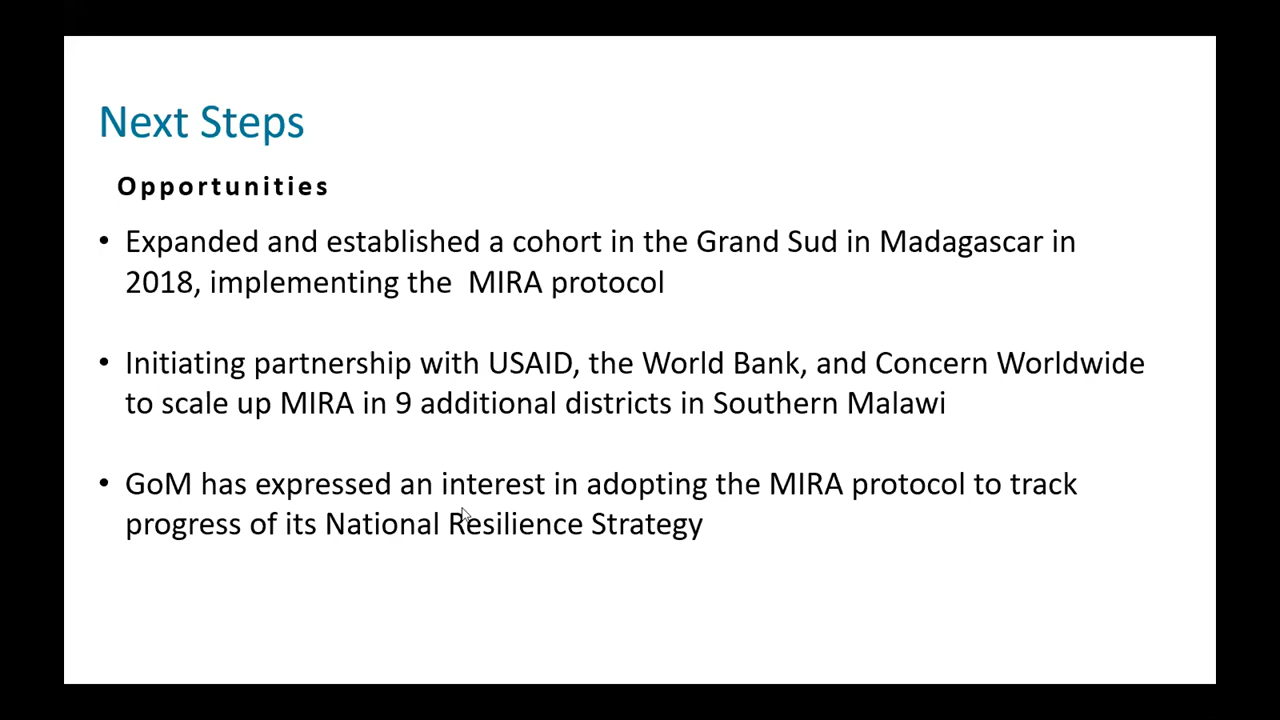 Next Steps
Opportunities
• Expanded and established a cohort in the Grand Sud in Madagascar in
2018, implementing the  MIRA protocol
• Initiating partnership with USAID, the World Bank, and Concern Worldwide
to scale up MIRA in 9 additional districts in Southern Malawi
• GoM has expressed an interest in adopting the MIRA protocol to track
progress of its National Resilience Strategy